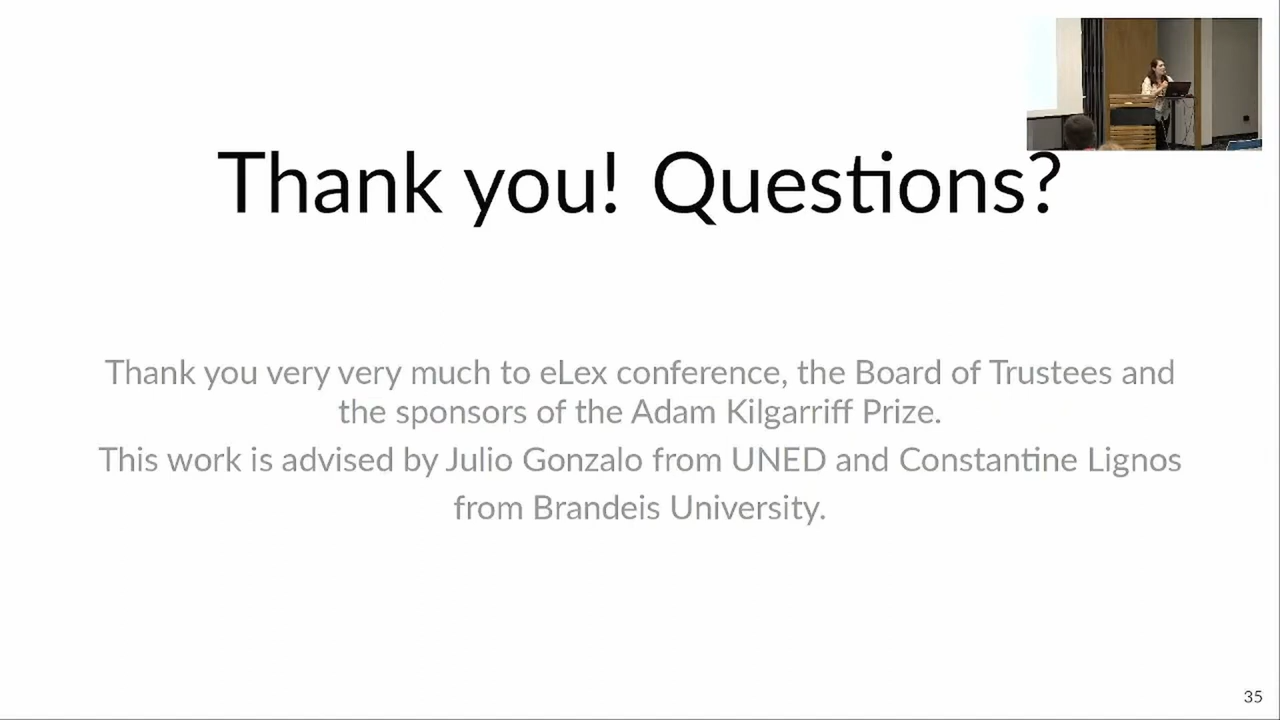 Thank you! Questions?
Thank you very very much to eLex conference, the Board of Trustees and
the sponsors of the Adam Kilgarriff Prize.
This work is advised by Julio Gonzalo from UNED and Constantine Lignos
from Brandeis University.
35